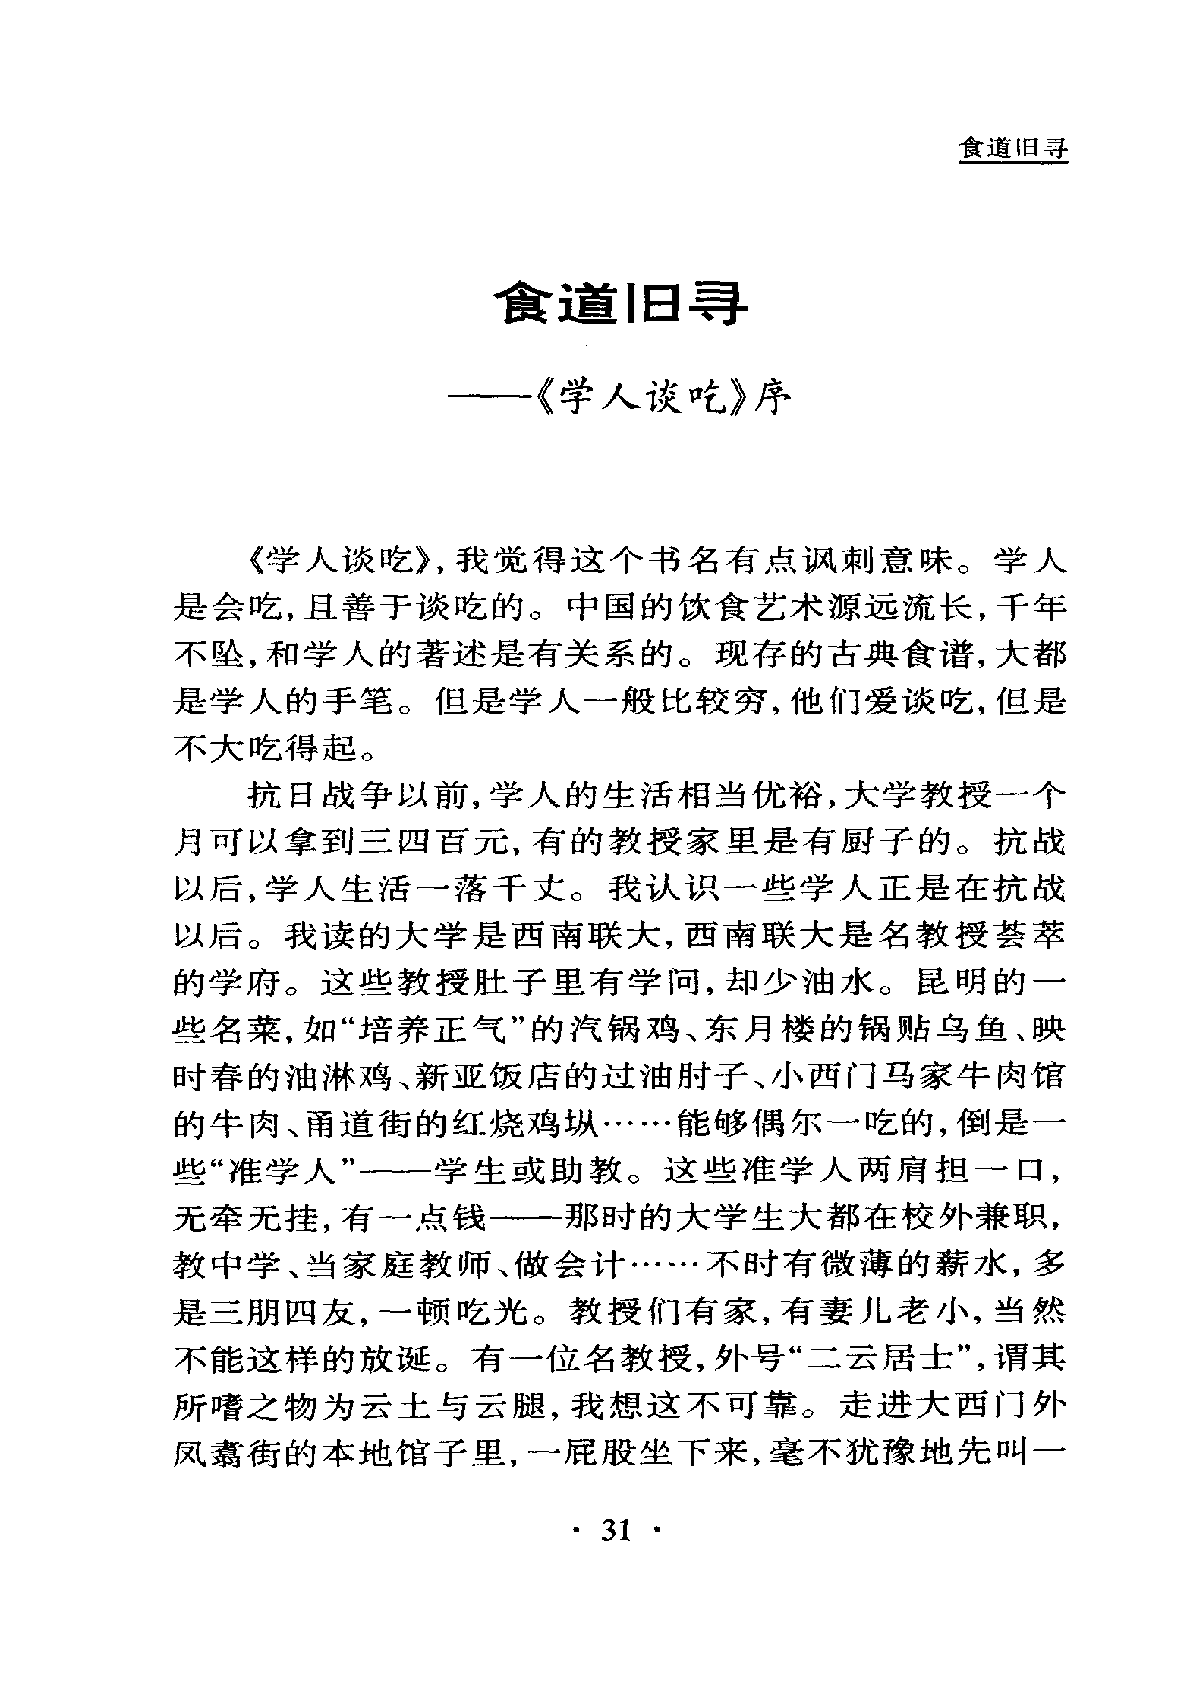 食道旧寻
食道旧寻
——《学人谈吃》序
《学人谈吃》,我觉得这个书名有点讽刺意味。学人
是会吃,且善于谈吃的。中国的饮食艺术源远流长,千年
不坠,和学人的著述是有关系的。现存的古典食谱,大都
是学人的手笔。但是学人一般比较穷,他们爱谈吃,但是
不大吃得起。
抗日战争以前,学人的生活相当优裕,大学教授一个
月可以拿到三四百元,有的教授家里是有厨子的。抗战
以后,学人生活一落千丈。我认识一些学人正是在抗战
以后。我读的大学是西南联大,西南联大是名教授荟萃
的学府。这些教授肚子里有学问,却少油水。昆明的一
些名菜,如“培养正气”的汽锅鸡、东月楼的锅贴乌鱼、映
时春的油淋鸡、新亚饭店的过油肘子、小西门马家牛肉馆
的牛肉、甬道街的红烧鸡㙡……能够偶尔一吃的,倒是一
些“准学人”——学生或助教。这些准学人两肩担一口,
无牵无挂,有一点钱——那时的大学生大都在校外兼职,
教中学、当家庭教师、做会计……不时有微薄的薪水,多
是三朋四友,一顿吃光。教授们有家,有妻儿老小,当然
不能这样的放诞。有一位名教授,外号“二云居士”,谓其
所嗜之物为云土与云腿,我想这不可靠。走进大西门外
凤翥街的本地馆子里,一屁股坐下来,毫不犹豫地先叫一
· 31 ·